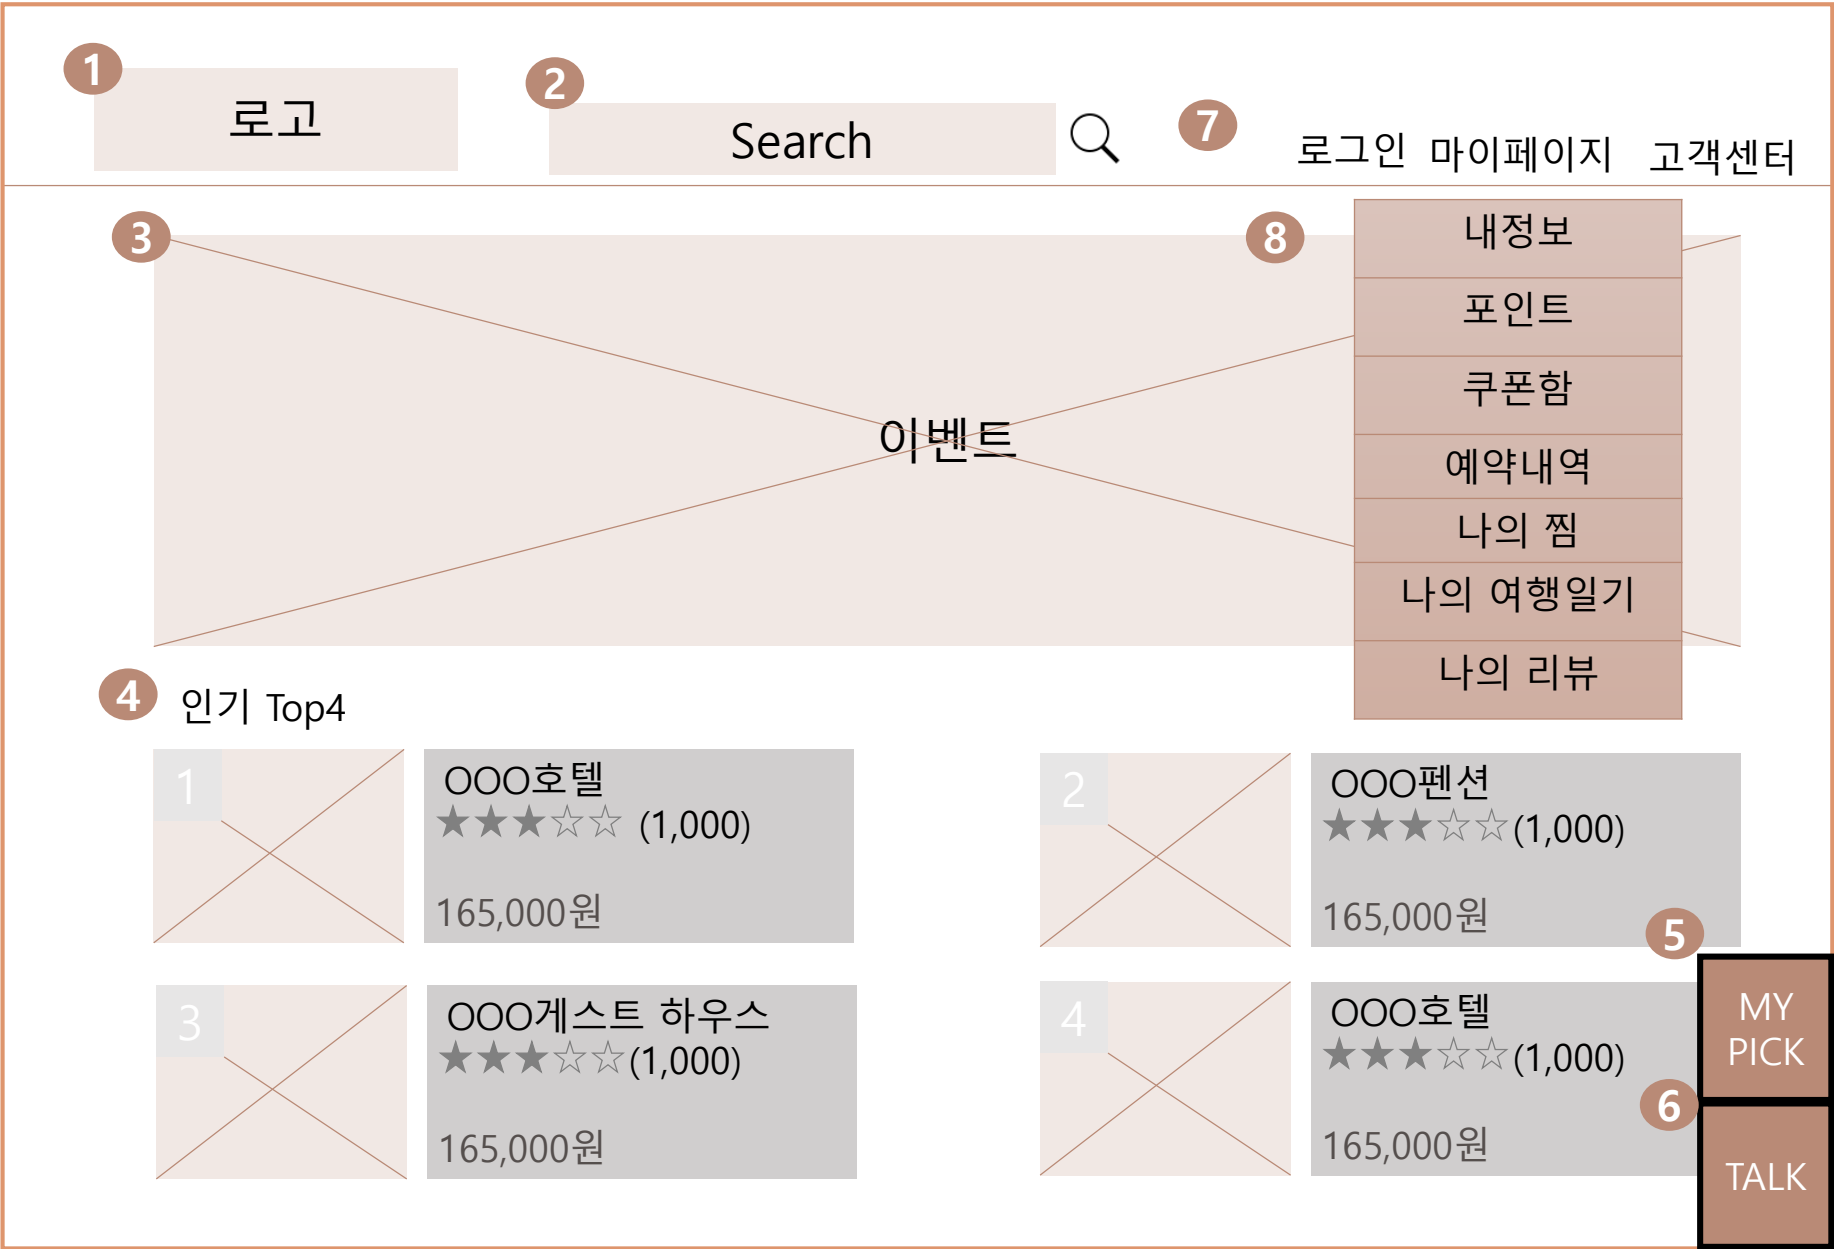 1
로고
2
Search
7
로그인 마이페이지 고객센터
3
이벤트
8
내정보
포인트
쿠폰함
예약내역
나의 찜
나의 여행일기
나의 리뷰
4
인기 Top4
1
OOO호텔
★★★☆☆ (1,000)
165,000원
2
OOO펜션
★★★☆☆(1,000)
165,000원
3
OOO게스트 하우스
★★★☆☆(1,000)
165,000원
4
OOO호텔
★★★☆☆(1,000)
165,000원
5
MY
PICK
6
TALK